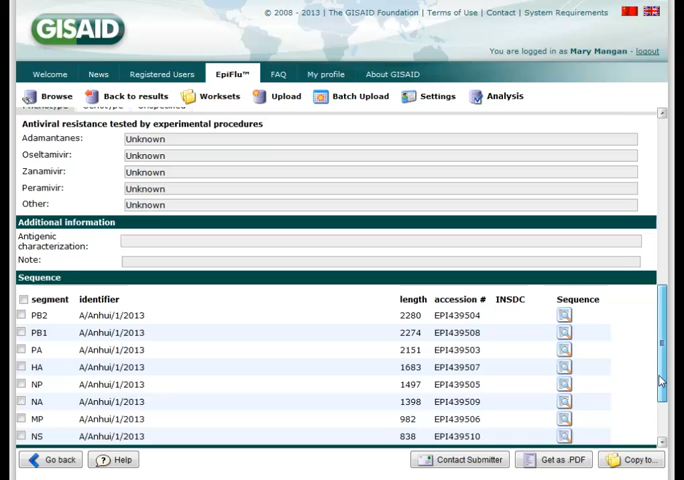 © 2008 - 2013 | The GISAID Foundation | Terms of Use | Contact | System Requirements
GISAID
You are logged in as Mary Mangan - logout
Welcome News Registered Users EpiFlu™ FAQ My profile About GISAID
Browse Back to results Worksets Upload Batch Upload Settings Analysis
Antiviral resistance tested by experimental procedures
Adamantanes: Unknown
Oseltamivir: Unknown
Zanamivir: Unknown
Peramivir: Unknown
Other: Unknown
Additional information
Antigenic
characterization:
Note:
Sequence
segment identifier length accession # INSDC Sequence
PB2 A/Anhui/1/2013 2280 EPI439504
PB1 A/Anhui/1/2013 2274 EPI439508
PA A/Anhui/1/2013 2151 EPI439503
HA A/Anhui/1/2013 1683 EPI439507
NP A/Anhui/1/2013 1497 EPI439505
NA A/Anhui/1/2013 1398 EPI439509
MP A/Anhui/1/2013 982 EPI439506
NS A/Anhui/1/2013 838 EPI439510
Go back Help Contact Submitter Get as .PDF Copy to...